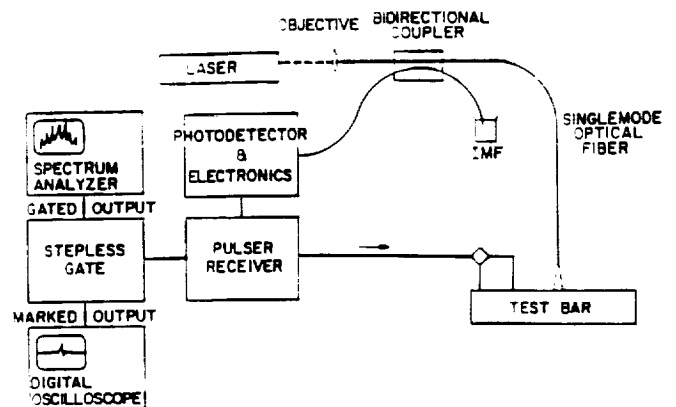 OBJECTIVE
BIDIRECTIONAL
COUPLER
LASER
PHOTODETECTOR
&
ELECTRONICS
IMF
SINGLEMODE
OPTICAL
FIBER
SPECTRUM
ANALYZER
GATED OUTPUT
STEPLESS
GATE
PULSER
RECEIVER
MARKED OUTPUT
TEST BAR
DIGITAL
OSCILLOSCOPE